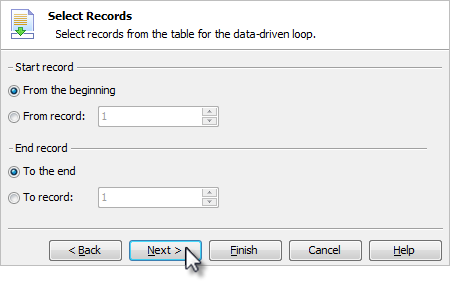 Select Records
Select records from the table for the data-driven loop.
Start record
From the beginning
From record: 1
End record
To the end
To record: 1
< Back Next > Finish Cancel Help